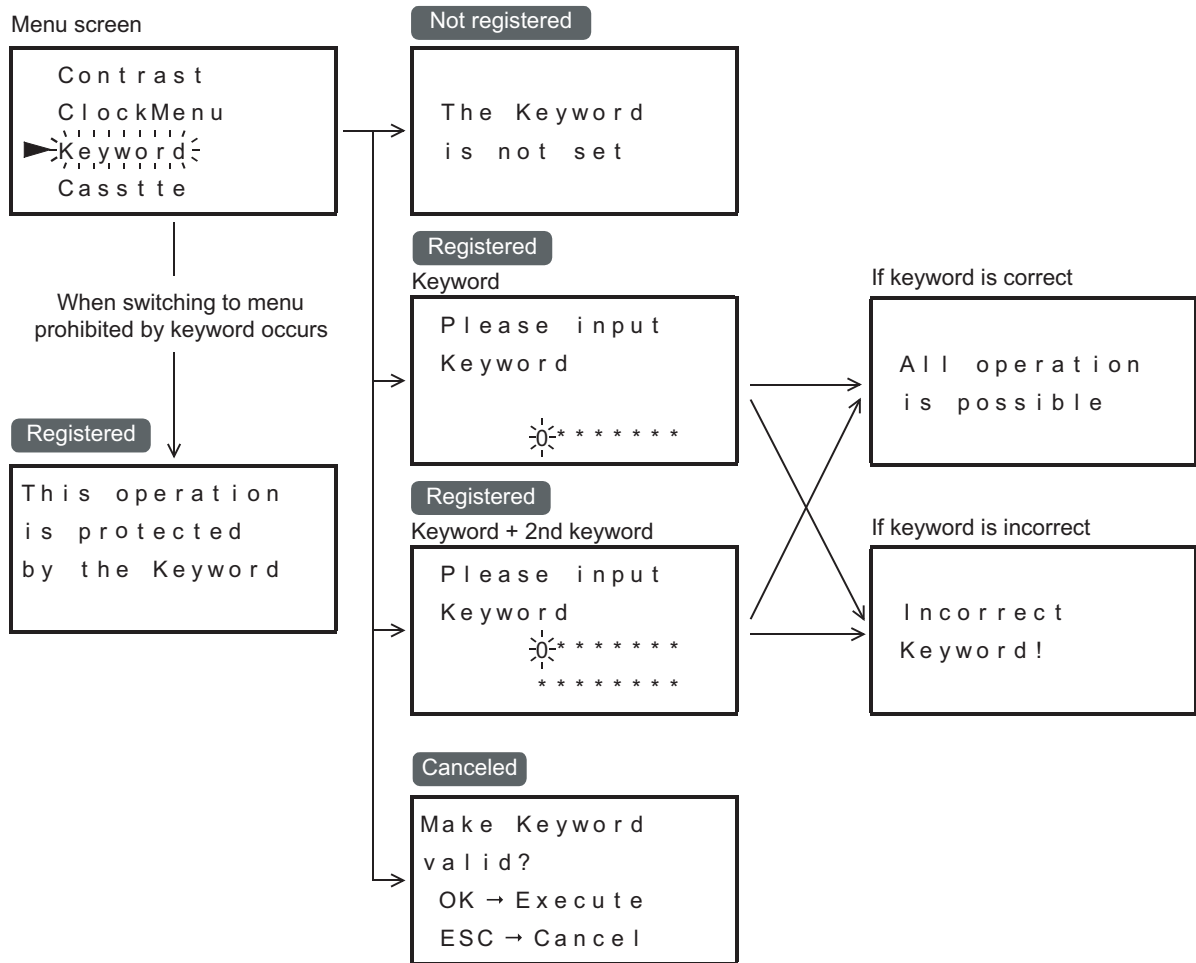 Menu screen
Contrast
ClockMenu
Keyword
Casstte
When switching to menu
prohibited by keyword occurs
Registered
This operation
is protected
by the Keyword
Not registered
The Keyword
is not set
Registered
Keyword
Please input
Keyword
0*******
Registered
Keyword + 2nd keyword
Please input
Keyword
0*******
********
Canceled
Make Keyword
valid?
OK → Execute
ESC → Cancel
If keyword is correct
All operation
is possible
If keyword is incorrect
Incorrect
Keyword!